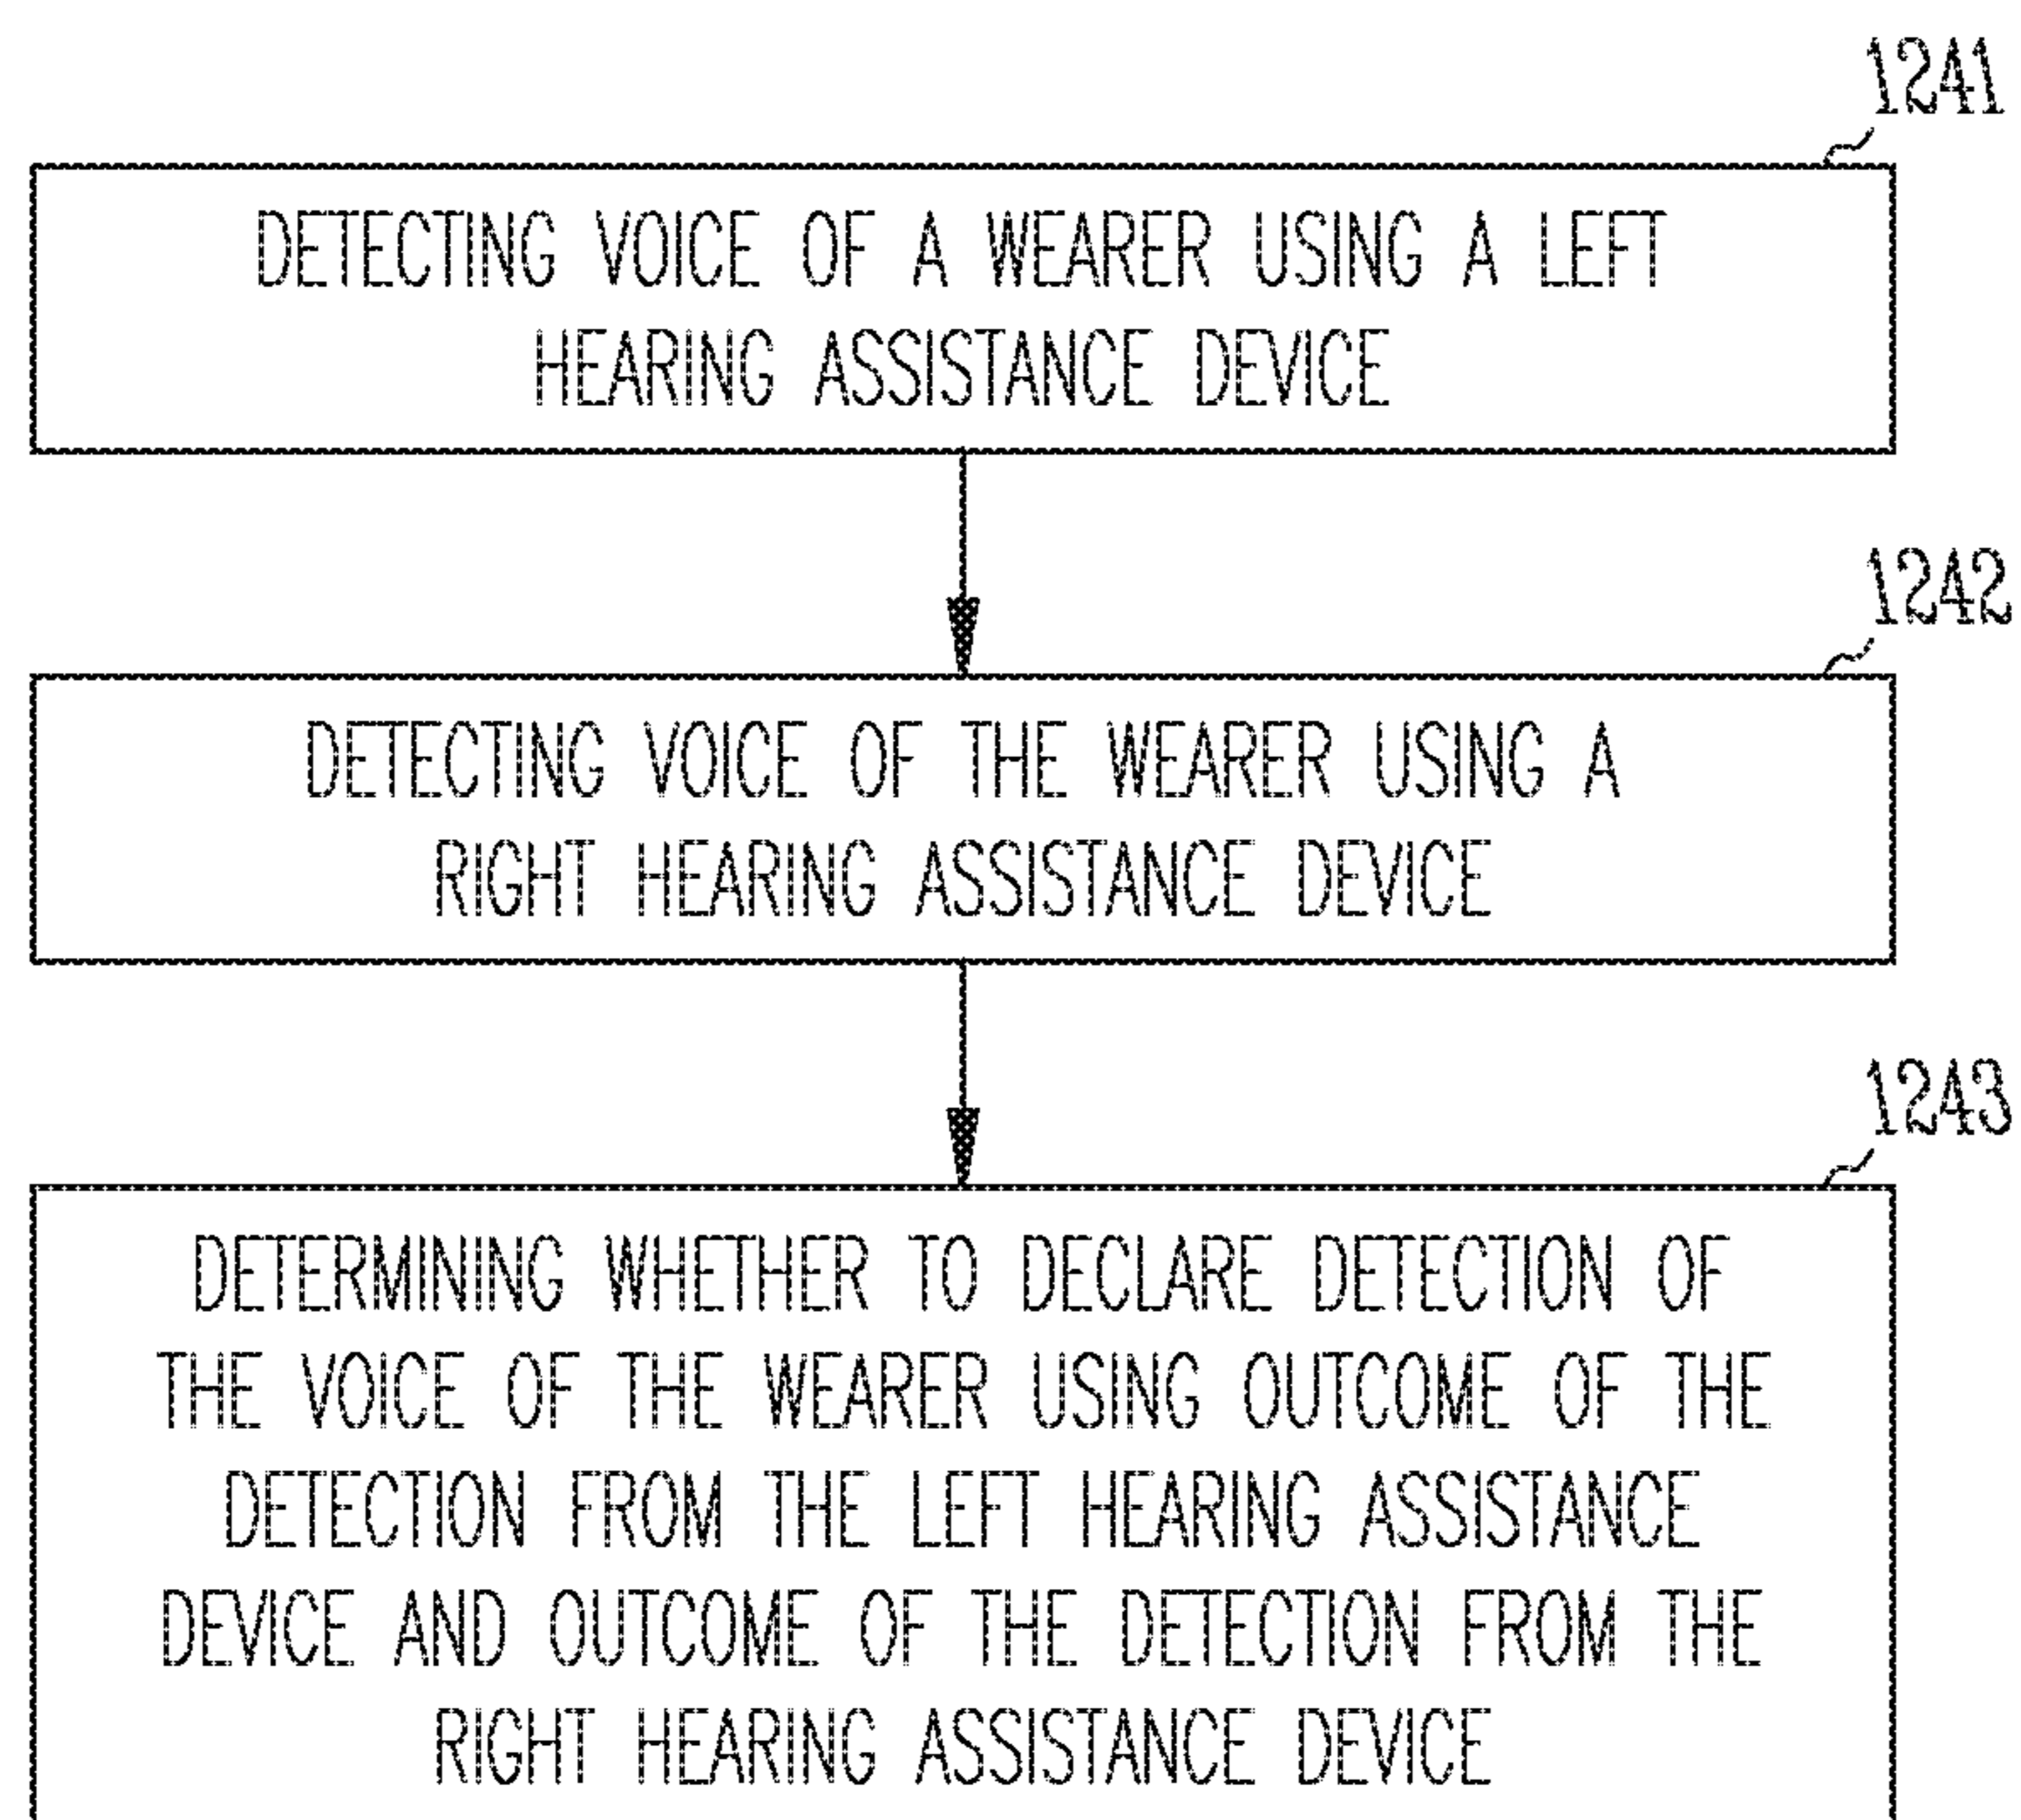 1241
DETECTING VOICE OF A WEARER USING A LEFT
HEARING ASSISTANCE DEVICE
1242
DETECTING VOICE OF THE WEARER USING A
RIGHT HEARING ASSISTANCE DEVICE
1243
DETERMINING WHETHER TO DECLARE DETECTION OF
THE VOICE OF THE WEARER USING OUTCOME OF THE
DETECTION FROM THE LEFT HEARING ASSISTANCE
DEVICE AND OUTCOME OF THE DETECTION FROM THE
RIGHT HEARING ASSISTANCE DEVICE